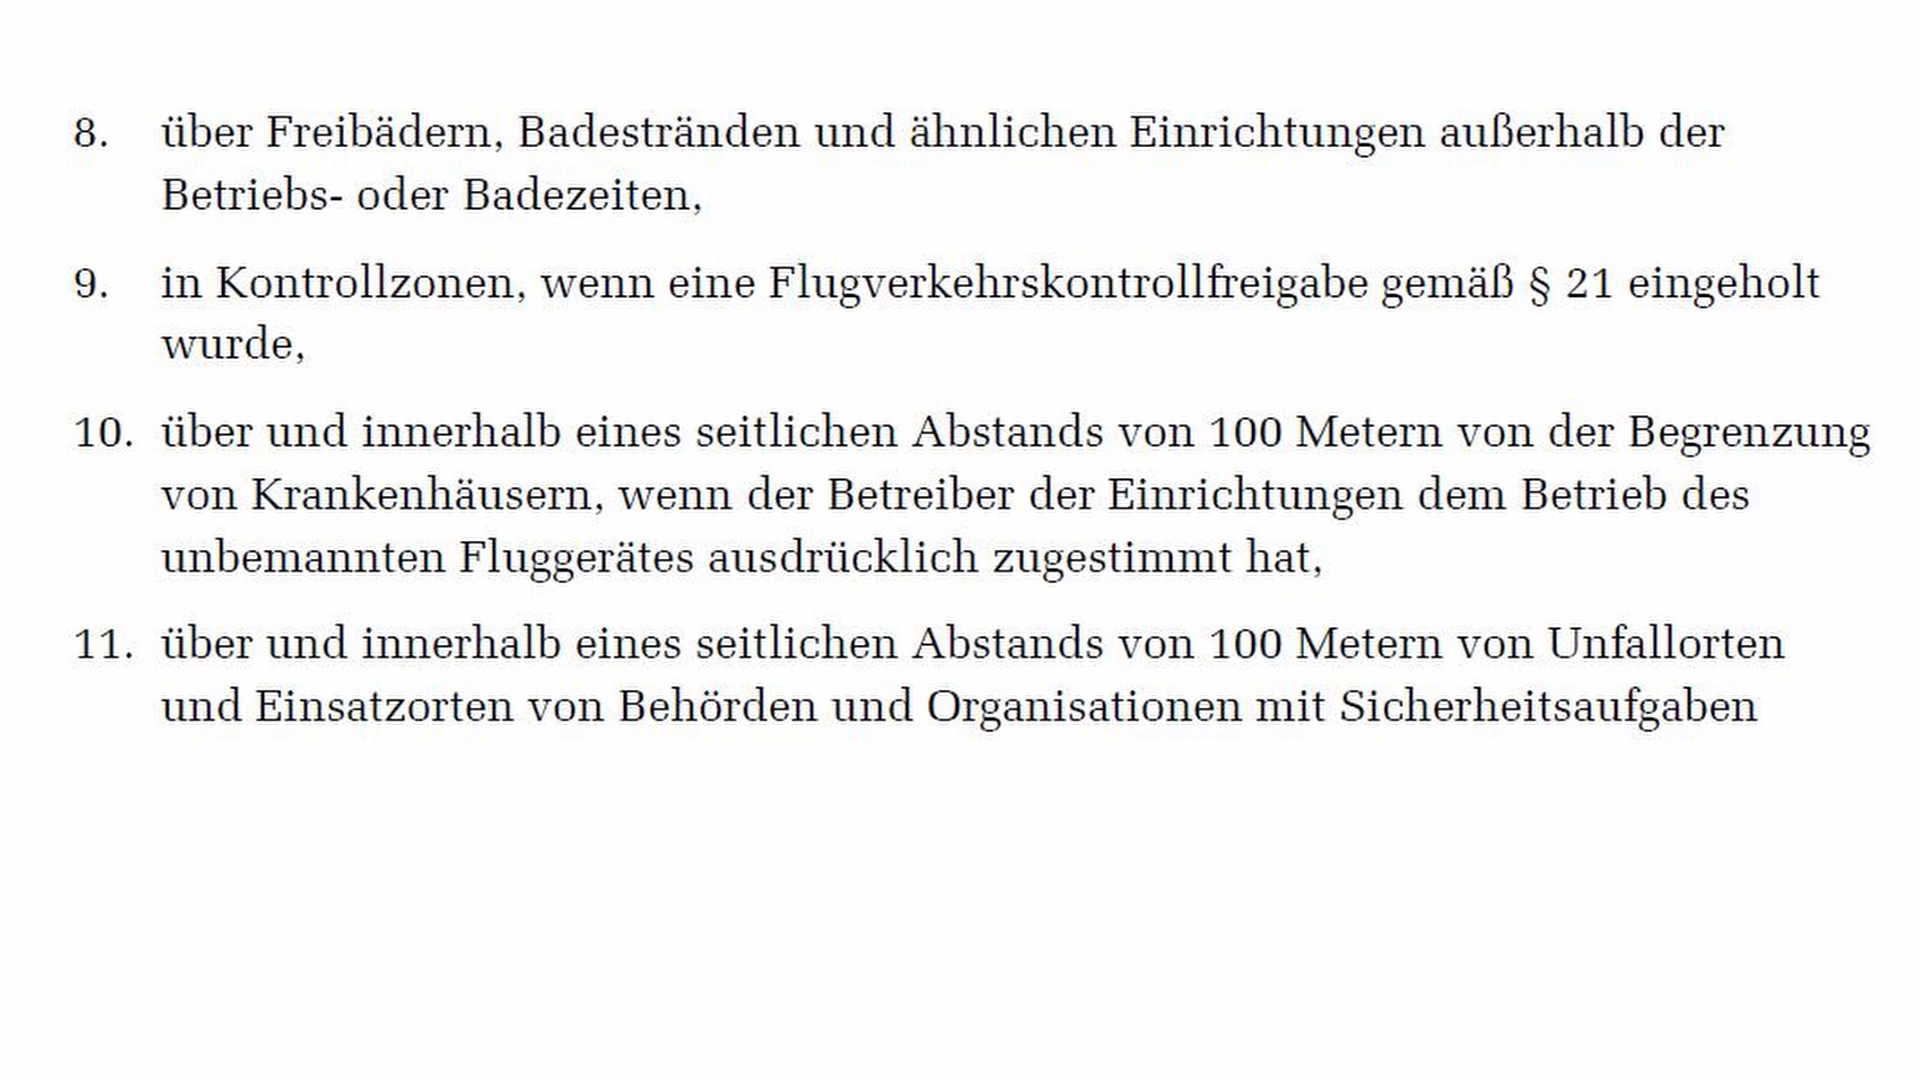 8. über Freibädern, Badestränden und ähnlichen Einrichtungen außerhalb der
Betriebs- oder Badezeiten,
9. in Kontrollzonen, wenn eine Flugverkehrskontrollfreigabe gemäß § 21 eingeholt
wurde,
10. über und innerhalb eines seitlichen Abstands von 100 Metern von der Begrenzung
von Krankenhäusern, wenn der Betreiber der Einrichtungen dem Betrieb des
unbemannten Fluggerätes ausdrücklich zugestimmt hat,
11. über und innerhalb eines seitlichen Abstands von 100 Metern von Unfallorten
und Einsatzorten von Behörden und Organisationen mit Sicherheitsaufgaben